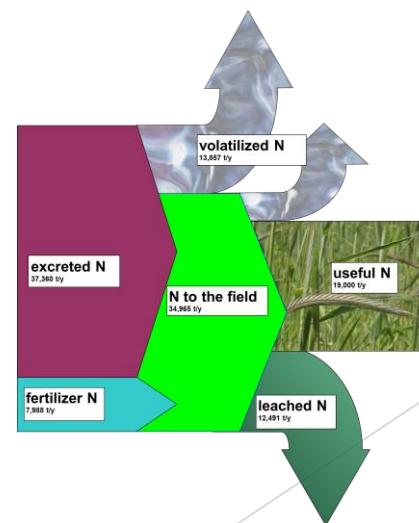 volatilized N
13,857 t/y
excreted N
37,360 t/y
useful N
19,000 t/y
N to the field
34,965 t/y
fertilizer N
7,988 t/y
leached N
12,491 t/y